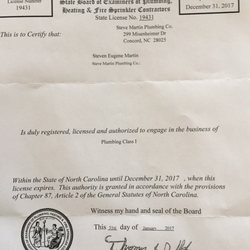 License Number
19431
State Board of Examiners of Plumbing,
Heating & Fire Sprinkler Contractors
December 31, 2017
State License No. 19431
This is to Certify that:
Steve Martin Plumbing Co.
299 Misenheimer Dr
Concord, NC 28025
Steven Eugene Martin
Steve Martin Plumbing Co.
Is duly registered, licensed and authorized to engage in the business of
Plumbing Class I
Within the State of North Carolina until December 31, 2017 , when this
license expires. This authority is granted in accordance with the provisions
of Chapter 87, Article 2 of the General Statutes of North Carolina.
Witness my hand and seal of the Board
This day of January 2017